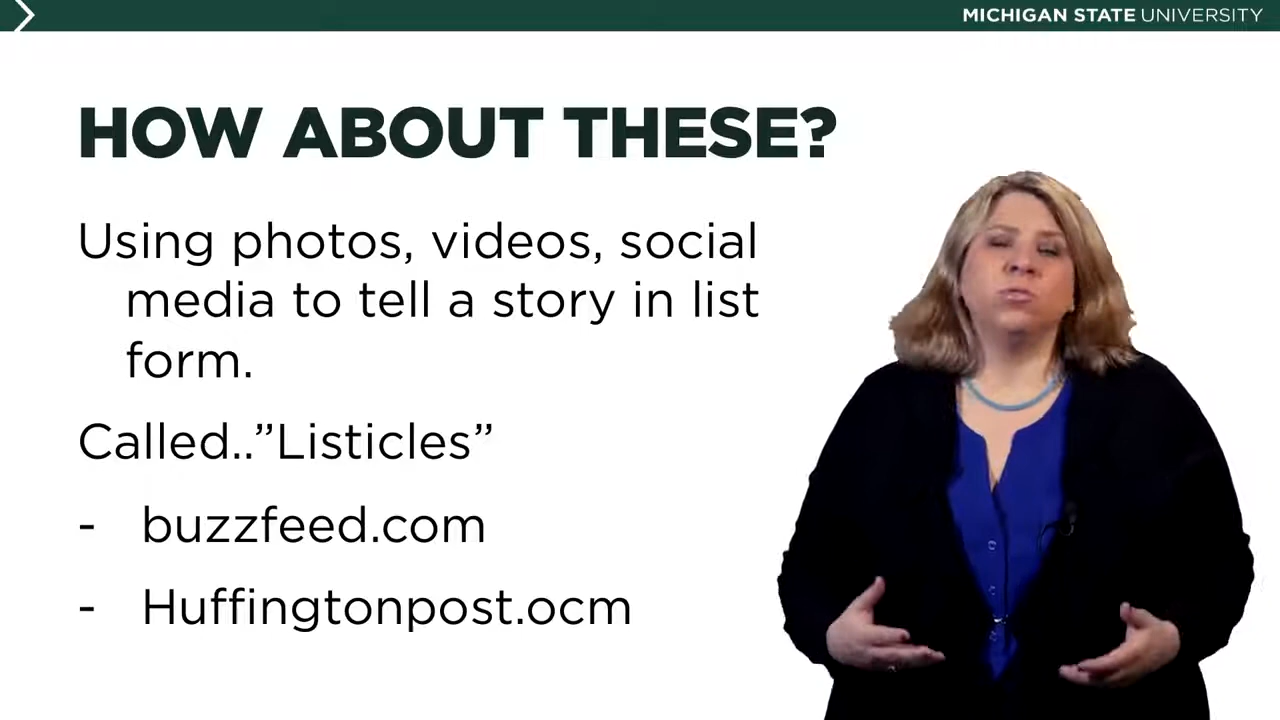 MICHIGAN STATE UNIVERSITY
HOW ABOUT THESE?
Using photos, videos, social
media to tell a story in list
form.
Called..”Listicles”
- buzzfeed.com
- Huffingtonpost.ocm